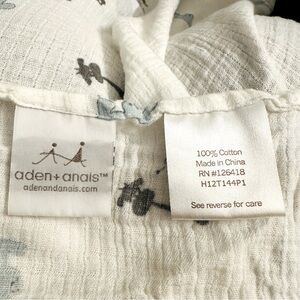 aden+anais™
adenandanais.com
100% Cotton
Made in China
RN #126418
H12T144P1
See reverse for care